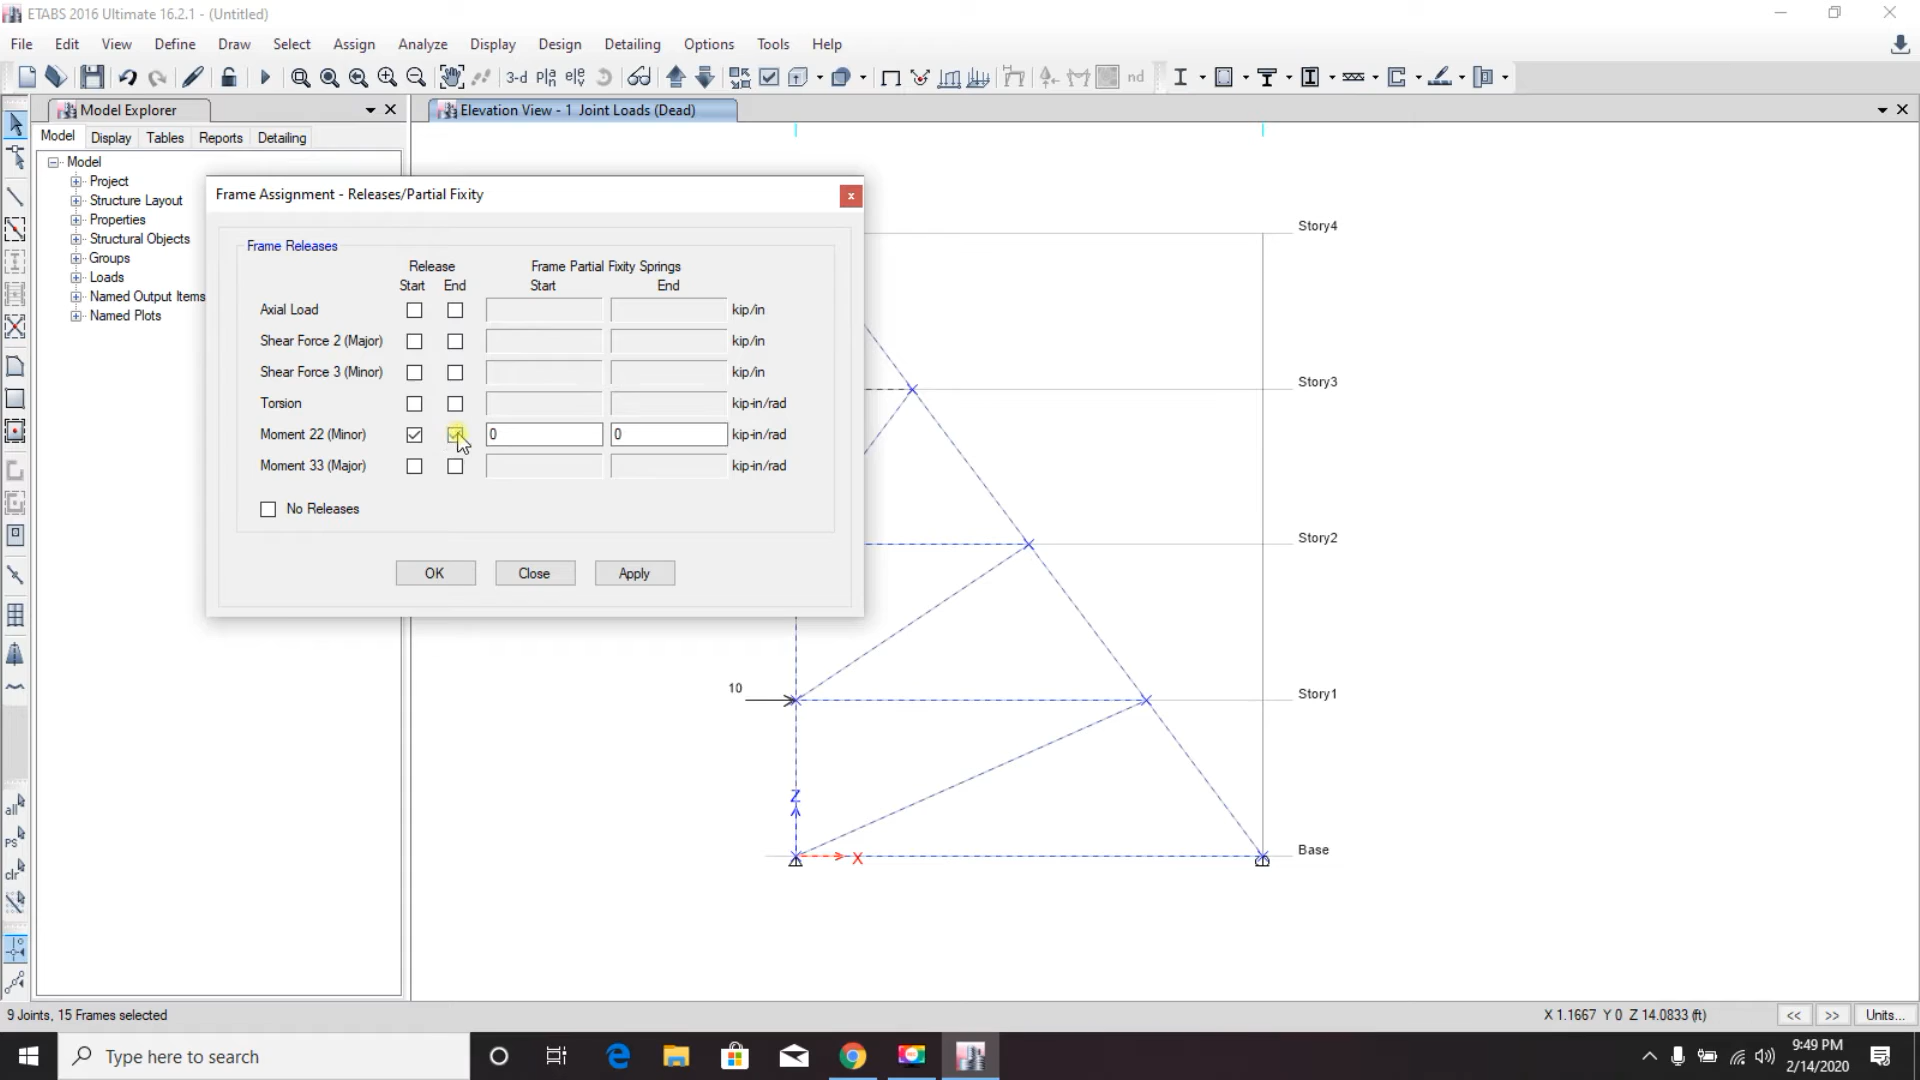 ETABS 2016 Ultimate 16.2.1 - (Untitled)
File Edit View Define Draw Select Assign Analyze Display Design Detailing Options Tools Help
3-d nd
Model Explorer
Elevation View - 1 Joint Loads (Dead)
Model Display Tables Reports Detailing
Model
Project
Structure Layout
Properties
Structural Objects
Groups
Loads
Named Output Items
Named Plots
Frame Assignment - Releases/Partial Fixity
x
Frame Releases
Release Frame Partial Fixity Springs
Start End Start End
Axial Load kip/in
Shear Force 2 (Major) kip/in
Shear Force 3 (Minor) kip/in
Torsion kip-in/rad
Moment 22 (Minor) 0 0 kip-in/rad
Moment 33 (Major) kip-in/rad
No Releases
OK Close Apply
Story4
Story3
Story2
10
Story1
Z
X
Base
all
PS
clr
9 Joints, 15 Frames selected
X 1.1667 Y 0 Z 14.0833 (ft)
<< >> Units...
Type here to search
9:49 PM
2/14/2020